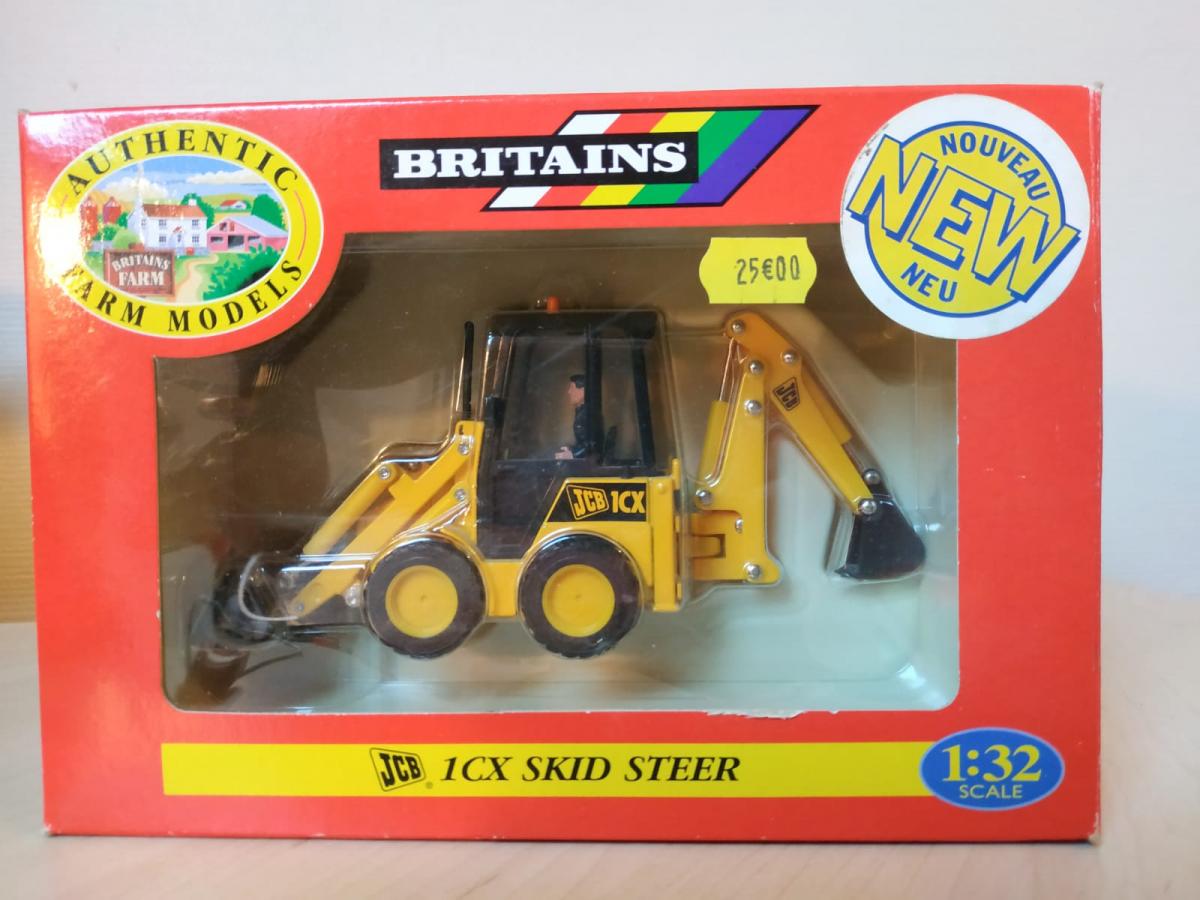 AUTHENTIC
FARM MODELS
BRITAINS
FARM
BRITAINS
NOUVEAU
NEW
NEU
25€00
JCB
JCB 1CX
JCB 1CX SKID STEER
1:32
SCALE